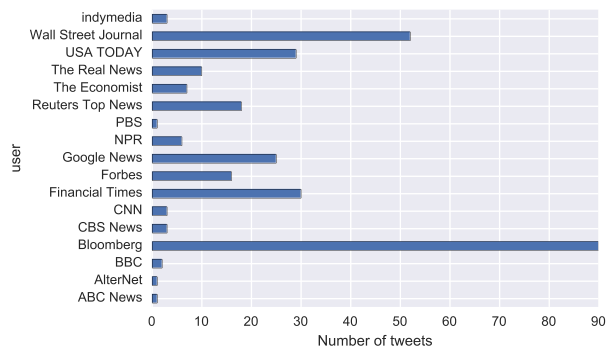 indymedia
Wall Street Journal
USA TODAY
The Real News
The Economist
Reuters Top News
PBS
NPR
Google News
Forbes
Financial Times
CNN
CBS News
Bloomberg
BBC
AlterNet
ABC News
user
0 10 20 30 40 50 60 70 80 90
Number of tweets